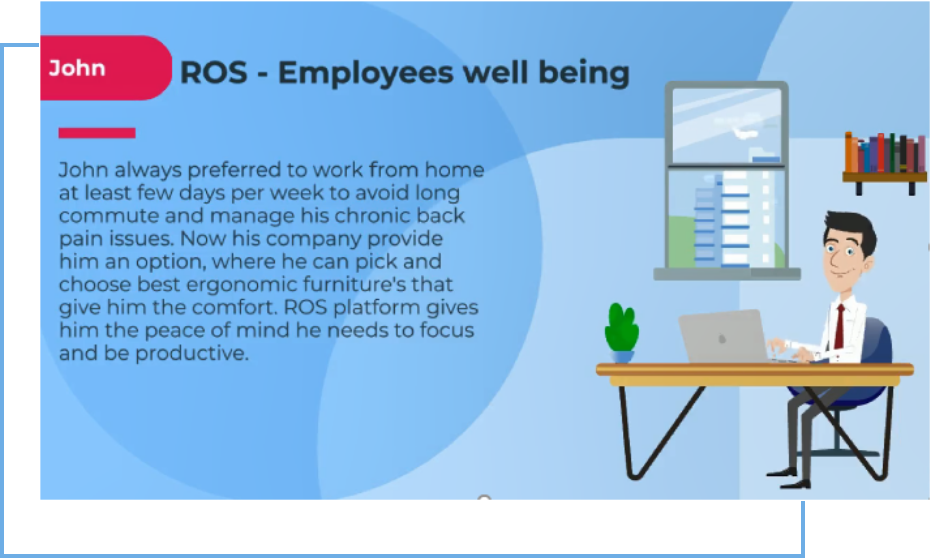 John
ROS - Employees well being
John always preferred to work from home
at least few days per week to avoid long
commute and manage his chronic back
pain issues. Now his company provide
him an option, where he can pick and
choose best ergonomic furniture's that
give him the comfort. ROS platform gives
him the peace of mind he needs to focus
and be productive.